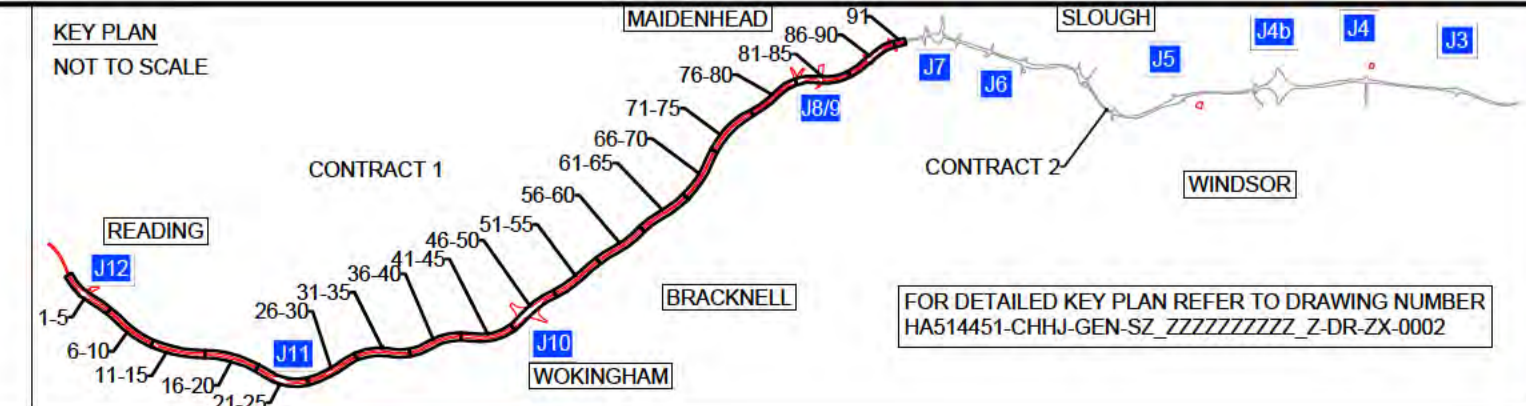 KEY PLAN
NOT TO SCALE
MAIDENHEAD
91
SLOUGH
86-90
81-85
76-80
71-75
66-70
61-65
56-60
51-55
46-50
41-45
36-40
31-35
26-30
J7
J6
J5
J4b
J4
J3
J8/9
CONTRACT 1
CONTRACT 2
WINDSOR
READING
J12
1-5
6-10
11-15
16-20
21-25
J11
J10
WOKINGHAM
BRACKNELL
FOR DETAILED KEY PLAN REFER TO DRAWING NUMBER
HA514451-CHHJ-GEN-SZ_ZZZZZZZZZZ_Z-DR-ZX-0002